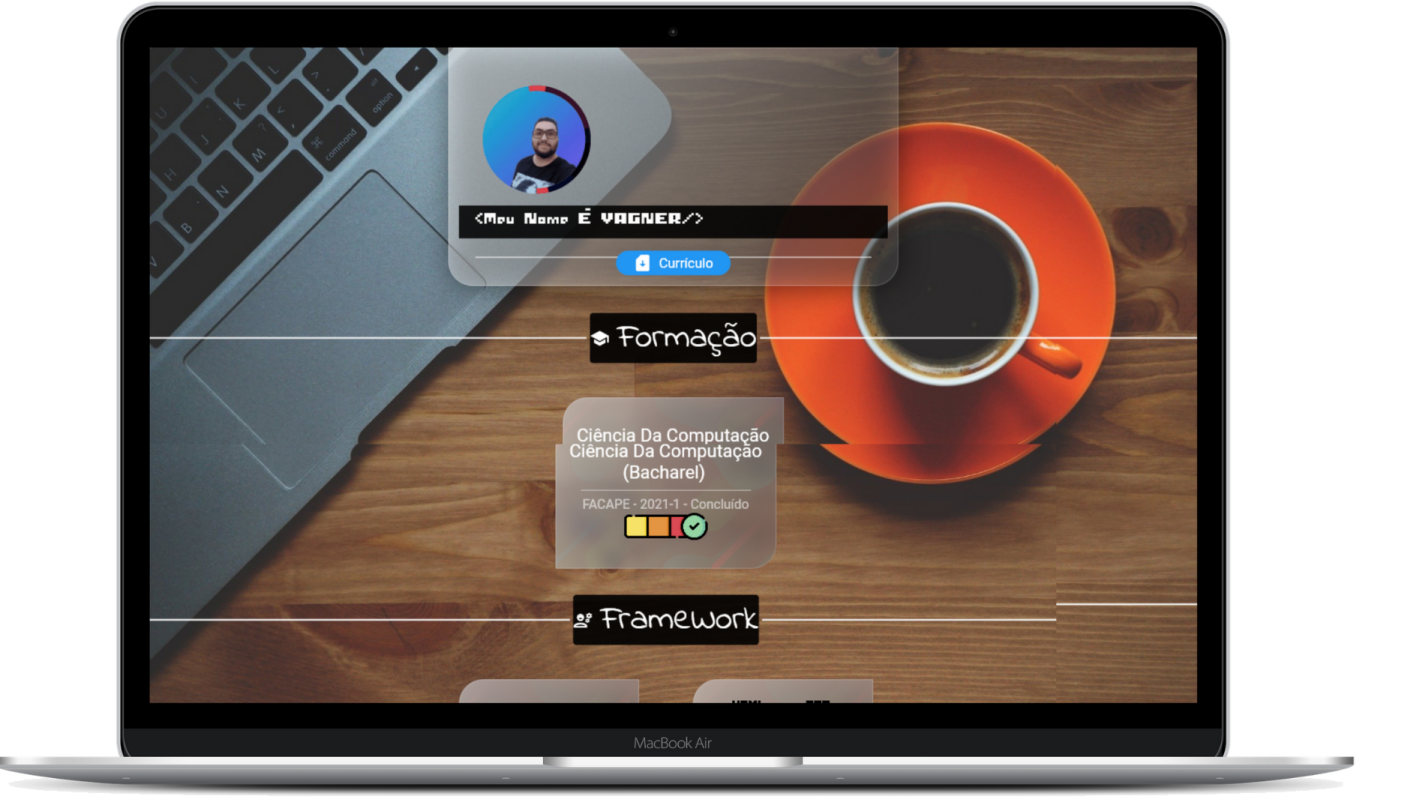 option
command
U
I
L
H
J
K
B
N
M
V
<Meu Nome É VAGNER/>
Currículo
Formação
Ciência Da Computação
Ciência Da Computação
(Bacharel)
FACAPE - 2021-1 - Concluído
Framework
MacBook Air